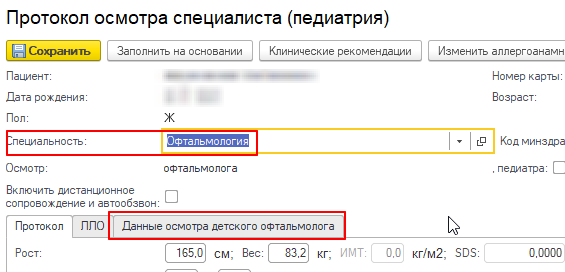 Протокол осмотра специалиста (педиатрия)
Сохранить Заполнить на основании Клинические рекомендации Изменить аллергоанамн
Пациент: Номер карты:
Дата рождения: Возраст:
Пол: Ж
Специальность: Офтальмология Код минздра
Осмотр: офтальмолога , педиатра:
Включить дистанционное
сопровождение и автообзвон:
Протокол ЛЛО Данные осмотра детского офтальмолога
Рост: 165,0 см; Вес: 83,2 кг; ИМТ: 0,0 кг/м2; SDS: 0,0000